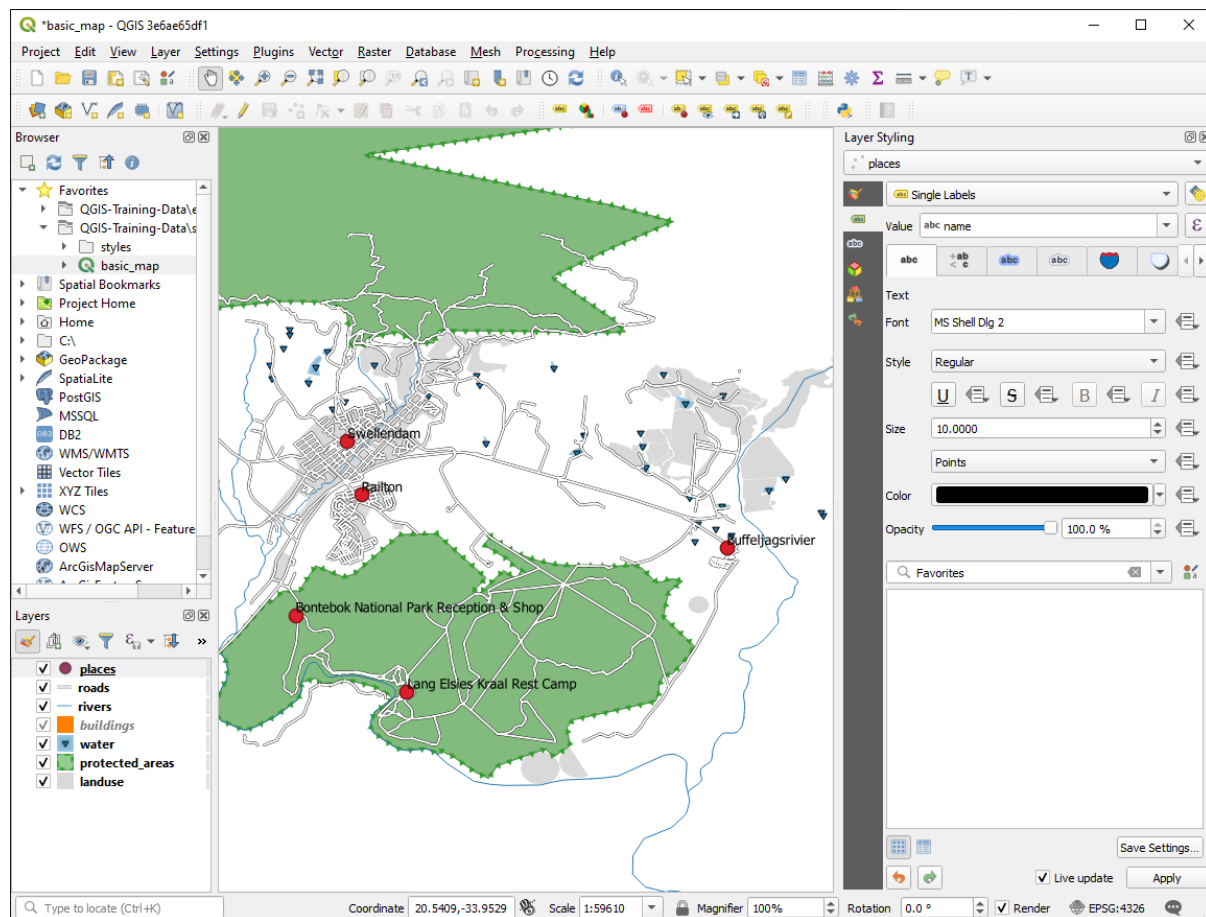 *basic_map - QGIS 3e6ae65df1
Project Edit View Layer Settings Plugins Vector Raster Database Mesh Processing Help
Browser
Favorites
QGIS-Training-Data\e
QGIS-Training-Data\s
styles
basic_map
Spatial Bookmarks
Project Home
Home
C:\
GeoPackage
SpatiaLite
PostGIS
MSSQL
DB2
WMS/WMTS
Vector Tiles
XYZ Tiles
WCS
WFS / OGC API - Feature
OWS
ArcGisMapServer
Layers
places
roads
rivers
buildings
water
protected_areas
landuse
Swellendam
Railton
Buffeljagsrivier
Bontebok National Park Reception & Shop
Lang Elsies Kraal Rest Camp
Layer Styling
places
abc Single Labels
Value abc name ε
abc +ab < c abc abc
Text
Font MS Shell Dlg 2
Style Regular
U S B I
Size 10.0000
Points
Color
Opacity 100.0 %
Favorites
Save Settings...
Live update Apply
Type to locate (Ctrl+K) Coordinate 20.5409,-33.9529 Scale 1:59610 Magnifier 100% Rotation 0.0 ° Render EPSG:4326